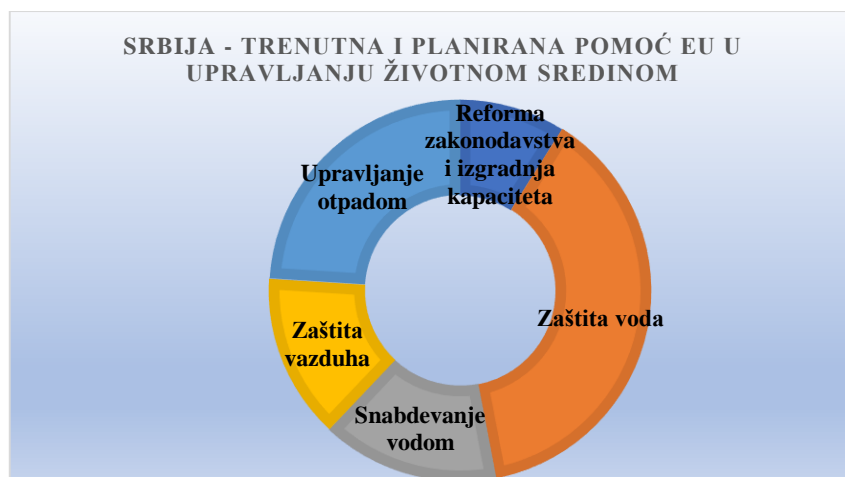 SRBIJA - TRENUTNA I PLANIRANA POMOĆ EU U
UPRAVLJANJU ŽIVOTNOM SREDINOM
Reforma
zakonodavstva
i izgradnja
kapaciteta
Upravljanje
otpadom
Zaštita voda
Zaštita
vazduha
Snabdevanje
vodom